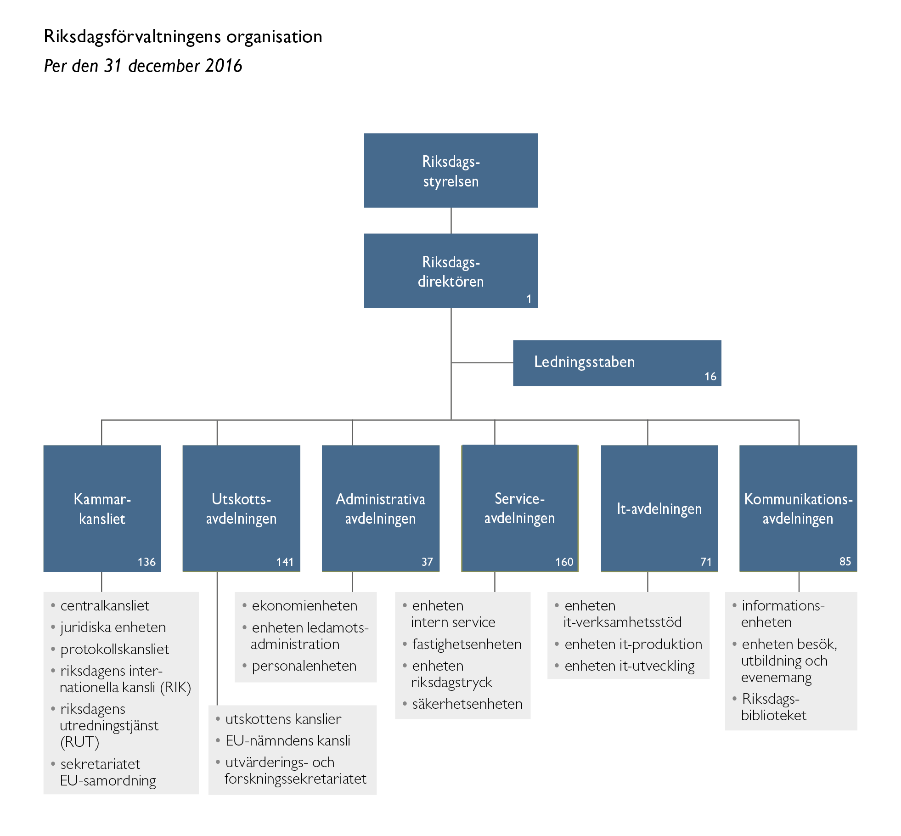 Riksdagsförvaltningens organisation
Per den 31 december 2016
Riksdags-
styrelsen
Riksdags-
direktören
1
Ledningsstaben
16
Kammar-
kansliet
136
Utskotts-
avdelningen
141
Administrativa
avdelningen
37
Service-
avdelningen
160
It-avdelningen
71
Kommunikations-
avdelningen
85
• centralkansliet
• juridiska enheten
• protokollskansliet
• riksdagens inter-
nationella kansli (RIK)
• riksdagens
utredningstjänst
(RUT)
• sekretariatet
EU-samordning
• utskottens kanslier
• EU-nämndens kansli
• utvärderings- och
forskningssekretariatet
• ekonomienheten
• enheten ledamots-
administration
• personalenheten
• enheten
intern service
• fastighetsenheten
• enheten
riksdagstryck
• säkerhetsenheten
• enheten
it-verksamhetsstöd
• enheten it-produktion
• enheten it-utveckling
• informations-
enheten
• enheten besök,
utbildning och
evenemang
• Riksdags-
biblioteket